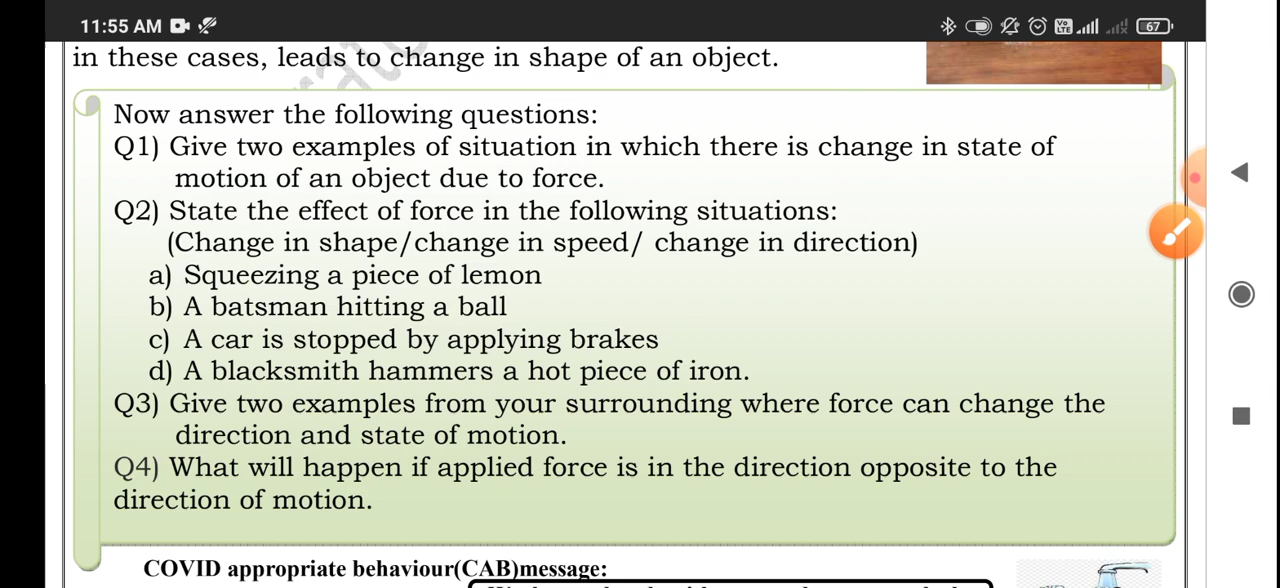 11:55 AM
67
in these cases, leads to change in shape of an object.
Now answer the following questions:
Q1) Give two examples of situation in which there is change in state of
motion of an object due to force.
Q2) State the effect of force in the following situations:
(Change in shape/change in speed/ change in direction)
a) Squeezing a piece of lemon
b) A batsman hitting a ball
c) A car is stopped by applying brakes
d) A blacksmith hammers a hot piece of iron.
Q3) Give two examples from your surrounding where force can change the
direction and state of motion.
Q4) What will happen if applied force is in the direction opposite to the
direction of motion.
COVID appropriate behaviour(CAB)message: